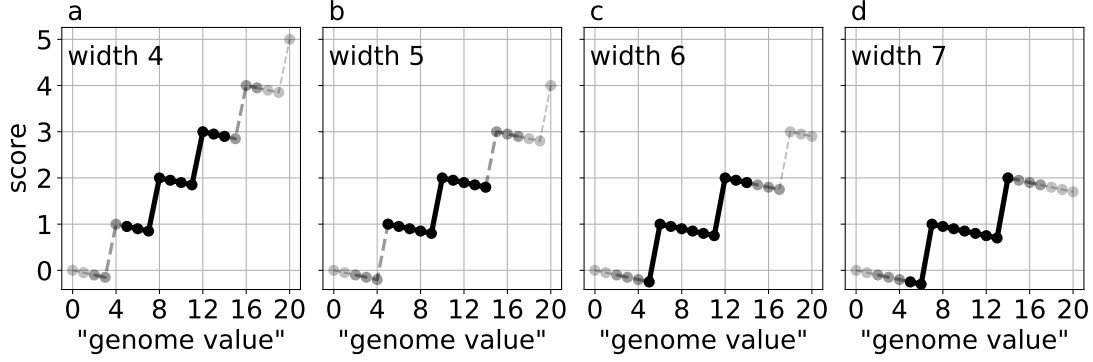 a b c d
width 4 width 5 width 6 width 7
5
4
3
2
1
0
score
0 4 8 12 16 20 0 4 8 12 16 20 0 4 8 12 16 20 0 4 8 12 16 20
"genome value" "genome value" "genome value" "genome value"